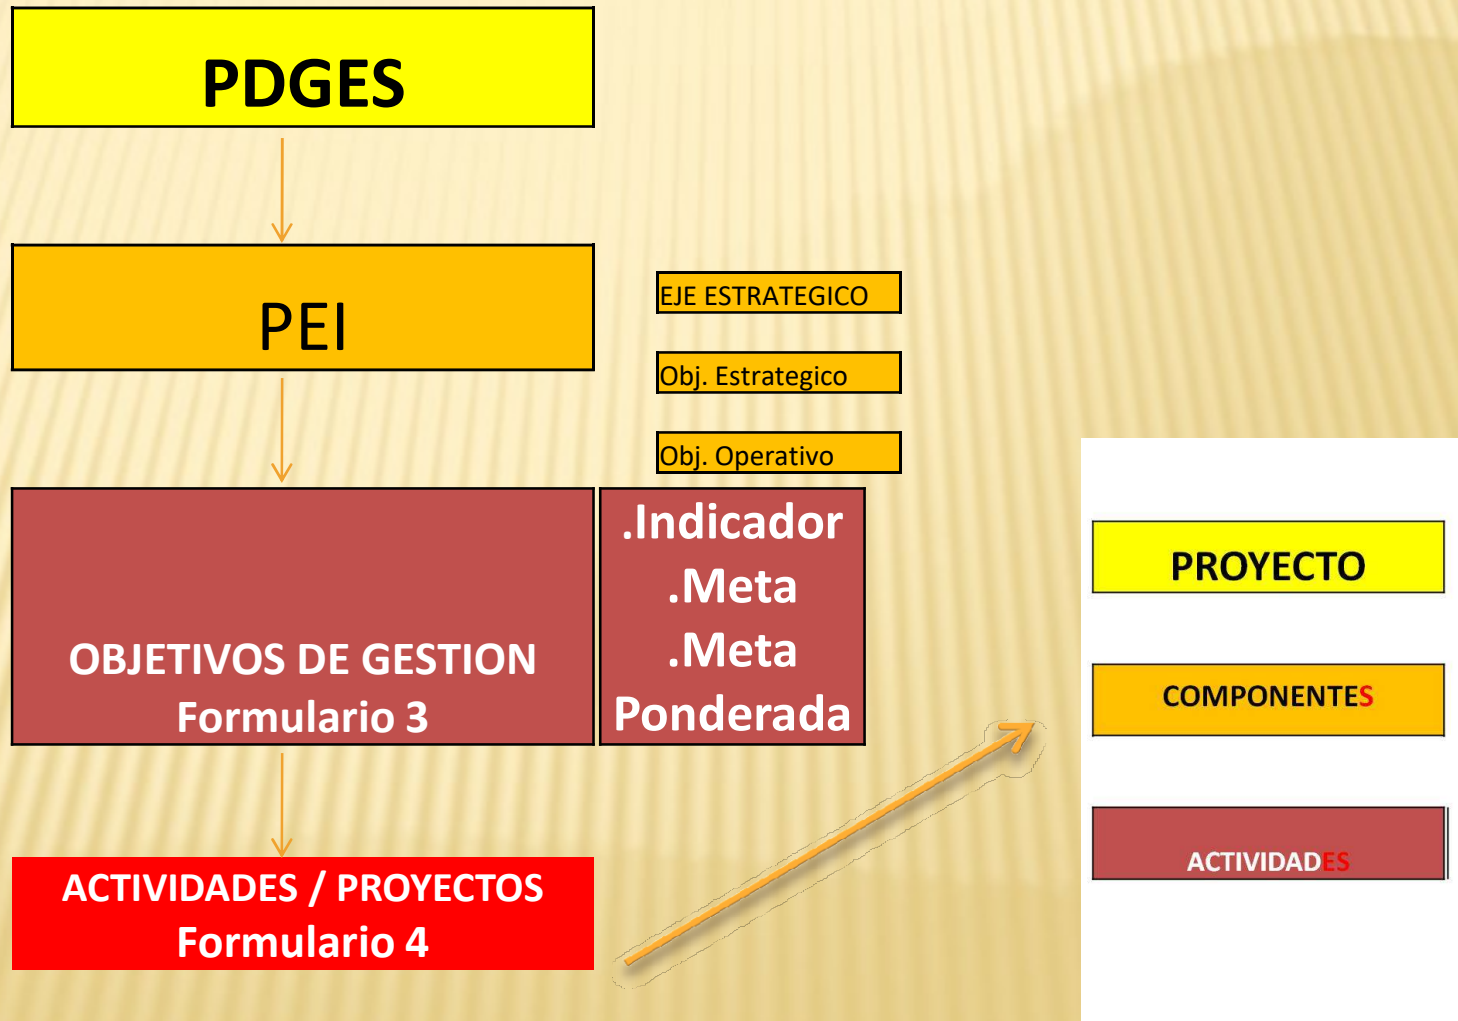 PDGES
PEI
EJE ESTRATEGICO
Obj. Estrategico
Obj. Operativo
OBJETIVOS DE GESTION
Formulario 3
.Indicador
.Meta
.Meta
Ponderada
ACTIVIDADES / PROYECTOS
Formulario 4
PROYECTO
COMPONENTES
ACTIVIDADES